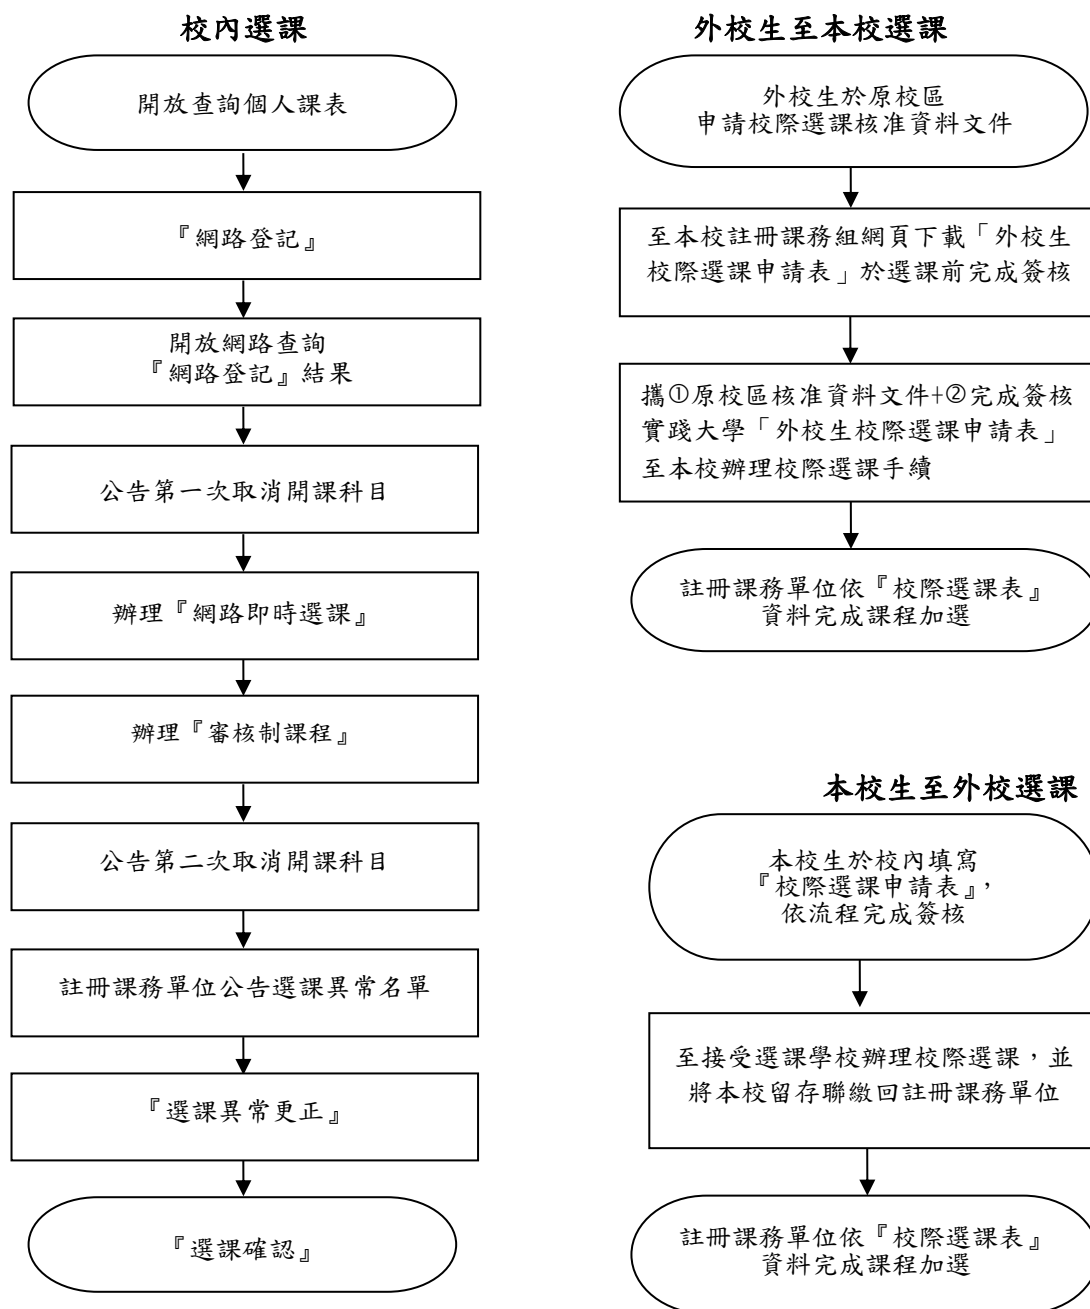 校內選課
開放查詢個人課表
『網路登記』
開放網路查詢
『網路登記』結果
公告第一次取消開課科目
辦理『網路即時選課』
辦理『審核制課程』
公告第二次取消開課科目
註冊課務單位公告選課異常名單
『選課異常更正』
『選課確認』
外校生至本校選課
外校生於原校區
申請校際選課核准資料文件
至本校註冊課務組網頁下載「外校生
校際選課申請表」於選課前完成簽核
攜①原校區核准資料文件+②完成簽核
實踐大學「外校生校際選課申請表」
至本校辦理校際選課手續
註冊課務單位依『校際選課表』
資料完成課程加選
本校生至外校選課
本校生於校內填寫
『校際選課申請表』，
依流程完成簽核
至接受選課學校辦理校際選課，並
將本校留存聯繳回註冊課務單位
註冊課務單位依『校際選課表』
資料完成課程加選